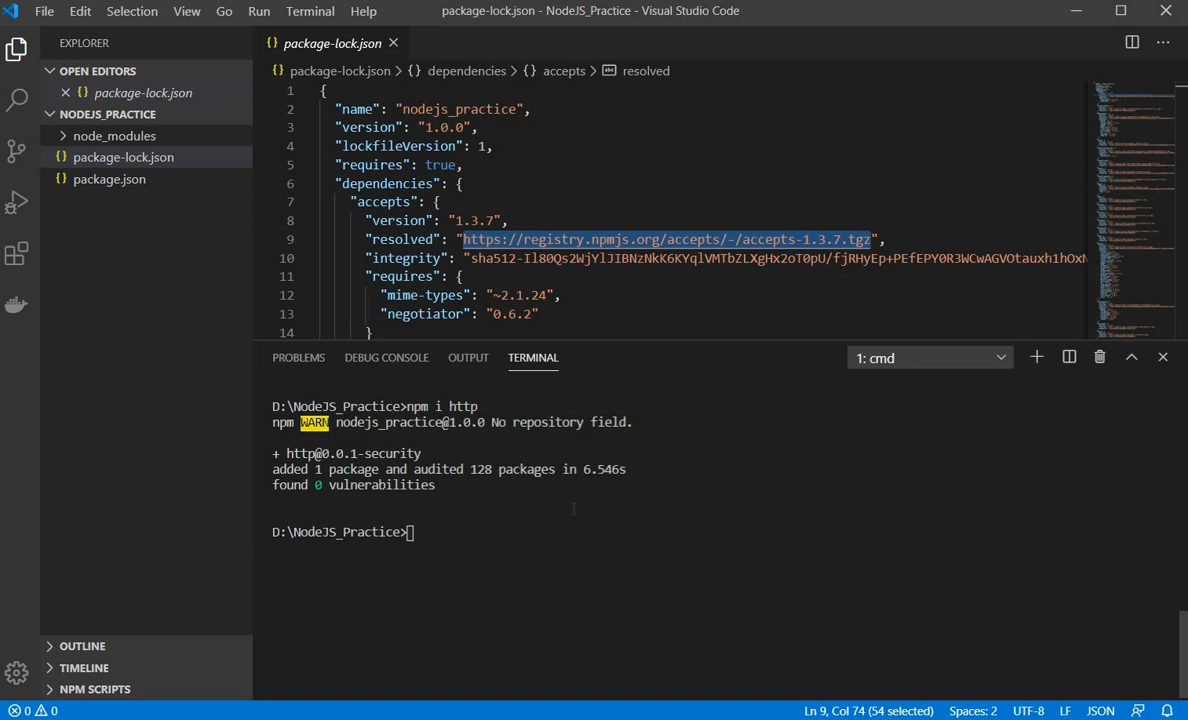 File Edit Selection View Go Run Terminal Help package-lock.json - NodeJS_Practice - Visual Studio Code
EXPLORER
OPEN EDITORS
{} package-lock.json
NODEJS_PRACTICE
node_modules
{} package-lock.json
{} package.json
OUTLINE
TIMELINE
NPM SCRIPTS
{} package-lock.json
{} package-lock.json > {} dependencies > {} accepts > abc resolved
1 {
2 "name": "nodejs_practice",
3 "version": "1.0.0",
4 "lockfileVersion": 1,
5 "requires": true,
6 "dependencies": {
7 "accepts": {
8 "version": "1.3.7",
9 "resolved": "https://registry.npmjs.org/accepts/-/accepts-1.3.7.tgz",
10 "integrity": "sha512-Il80Qs2WjYlJIBNzNkK6KYqlVMTbZLXgHx2oT0pU/fjRHyEp+PEfEPY0R3WCwAGVOtauxh1hOxN
11 "requires": {
12 "mime-types": "~2.1.24",
13 "negotiator": "0.6.2"
14 }
PROBLEMS DEBUG CONSOLE OUTPUT TERMINAL 1: cmd
D:\NodeJS_Practice>npm i http
npm WARN nodejs_practice@1.0.0 No repository field.
+ http@0.0.1-security
added 1 package and audited 128 packages in 6.546s
found 0 vulnerabilities
D:\NodeJS_Practice>
0 0 Ln 9, Col 74 (54 selected) Spaces: 2 UTF-8 LF JSON